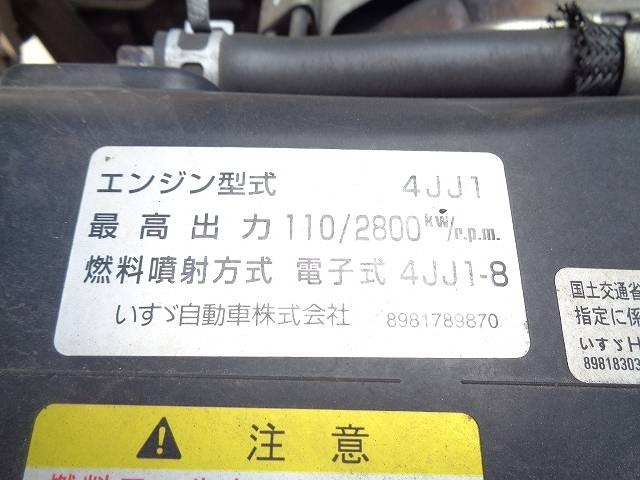 エンジン型式 4JJ1
最高出力 110/2800 kW/r.p.m.
燃料噴射方式 電子式 4JJ1-8
いすゞ自動車株式会社 8981789870
国土交通省
指定に係
いすゞH
89818303
注意